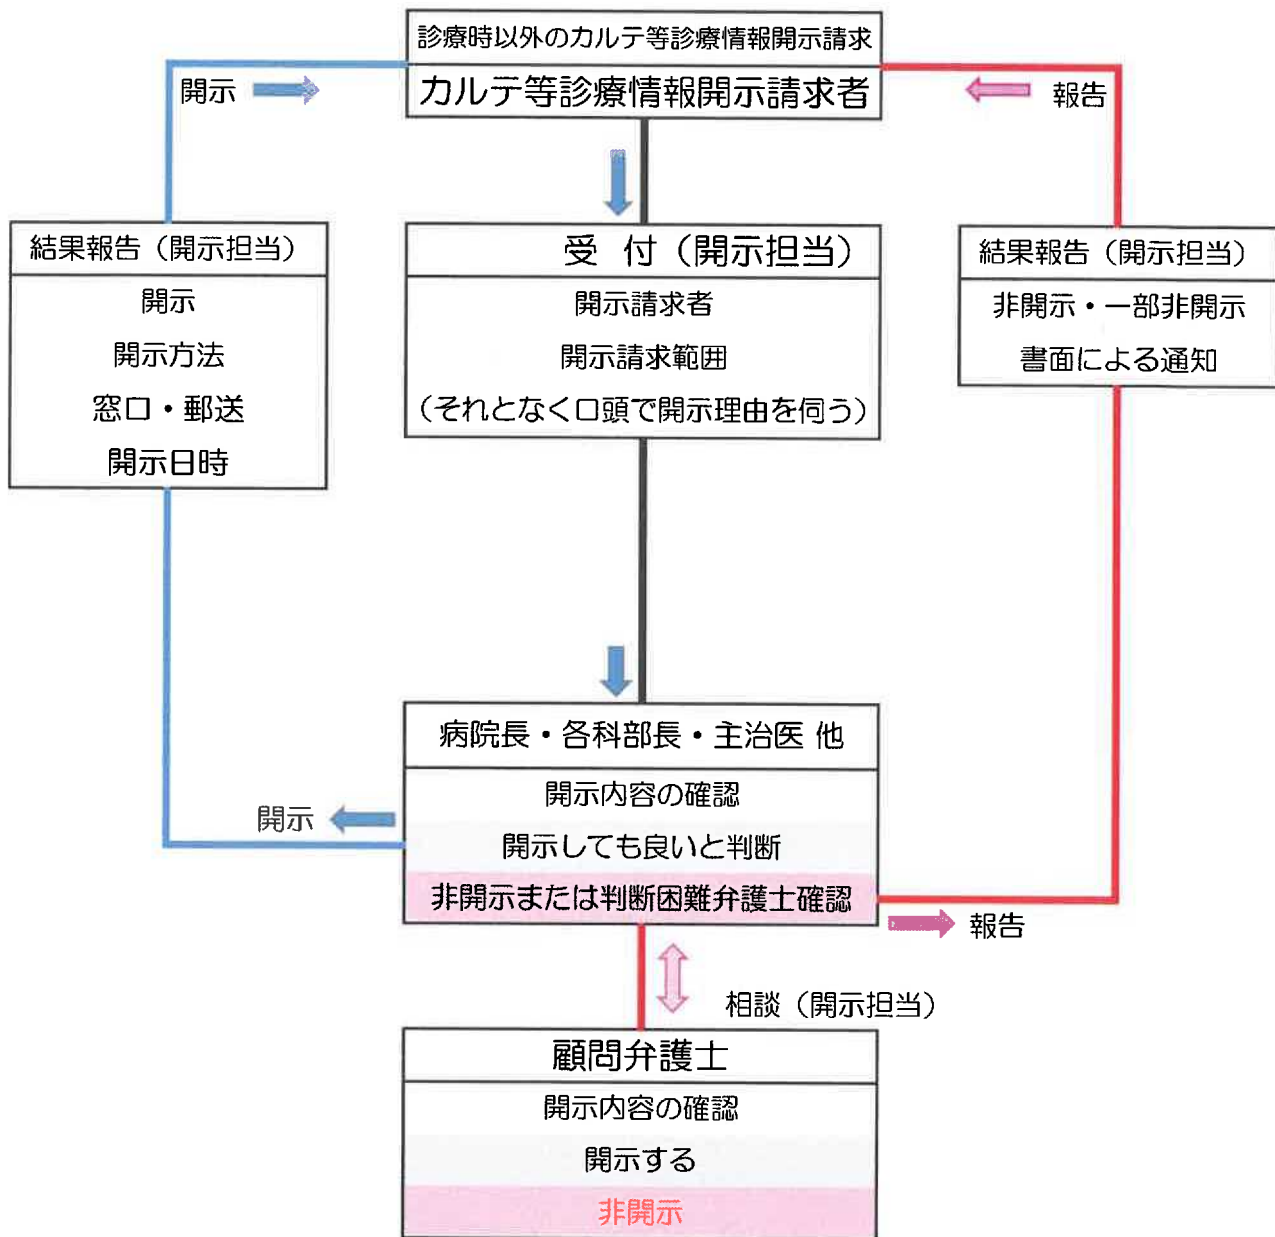 診療時以外のカルテ等診療情報開示請求
カルテ等診療情報開示請求者
開示
報告
結果報告（開示担当）
開示
開示方法
窓口・郵送
開示日時
受 付（開示担当）
開示請求者
開示請求範囲
（それとなく口頭で開示理由を伺う）
結果報告（開示担当）
非開示・一部非開示
書面による通知
病院長・各科部長・主治医 他
開示内容の確認
開示しても良いと判断
非開示または判断困難弁護士確認
開示
報告
相談（開示担当）
顧問弁護士
開示内容の確認
開示する
非開示